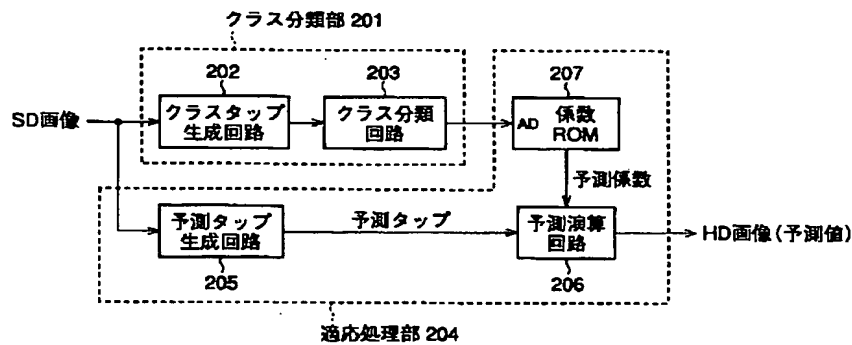 クラス分類部 201
202
203
207
SD画像
クラスタップ
生成回路
クラス分類
回路
AD
係数
ROM
予測係数
予測タップ
生成回路
予測タップ
予測演算
回路
HD画像(予測値)
205
206
適応処理部 204